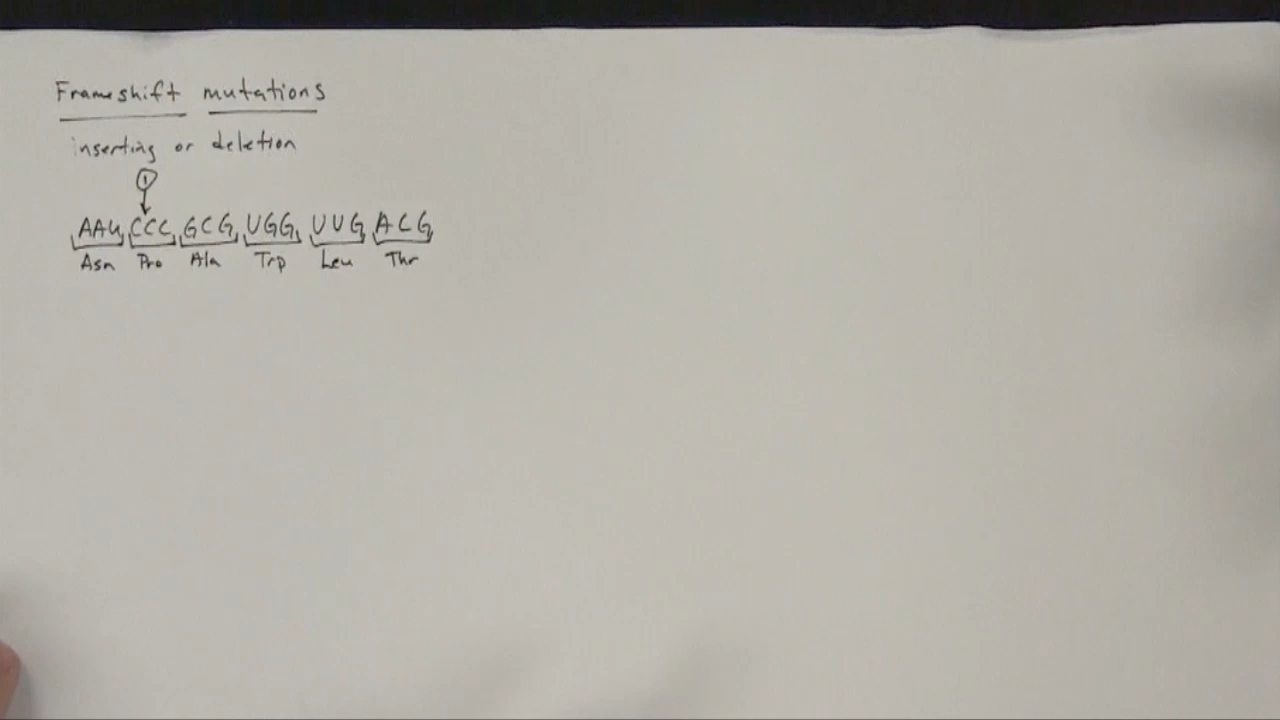 Frameshift mutations
inserting or deletion
1
AAU CCC GCG UGG UUG ACG
Asn Pro Ala Trp Leu Thr